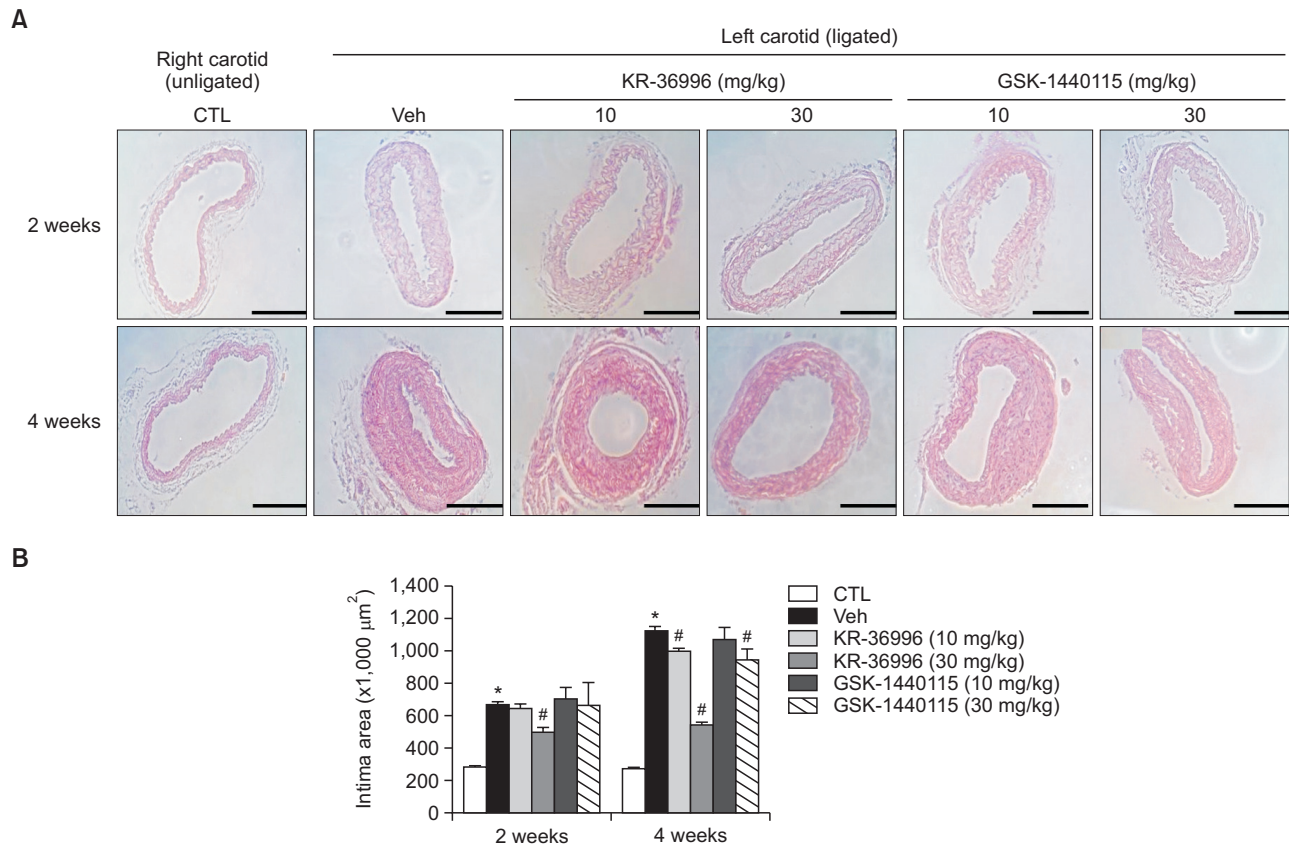 A
Left carotid (ligated)
Right carotid
(unligated)
KR-36996 (mg/kg)
GSK-1440115 (mg/kg)
CTL
Veh
10
30
10
30
2 weeks
4 weeks
B
Intima area (x1,000 μm²)
1,400
1,200
1,000
800
600
400
200
0
*
#
*
#
#
#
2 weeks
4 weeks
CTL
Veh
KR-36996 (10 mg/kg)
KR-36996 (30 mg/kg)
GSK-1440115 (10 mg/kg)
GSK-1440115 (30 mg/kg)